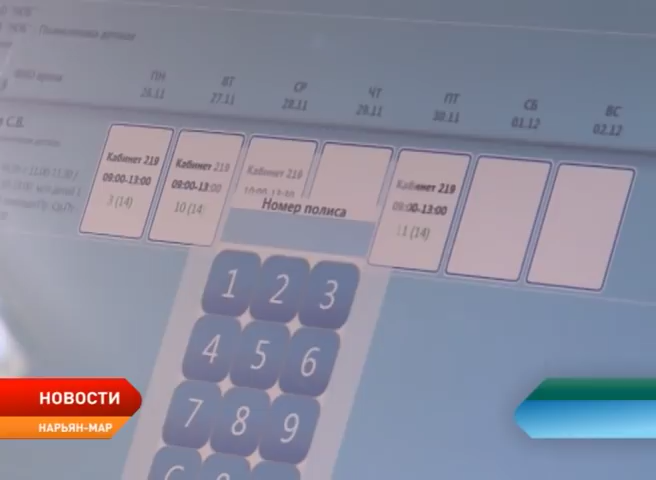 ПН ВТ СР ЧТ ПТ СБ ВС
26.11 27.11 28.11 29.11 30.11 01.12 02.12
С.В.
Кабинет 219 Кабинет 219 Кабинет 219 Кабинет 219
09:00-13:00 09:00-13:00 09:00-13:00
3 (14) 10 (14) 11 (14)
Номер полиса
1 2 3
4 5 6
7 8 9
НОВОСТИ
НАРЬЯН-МАР